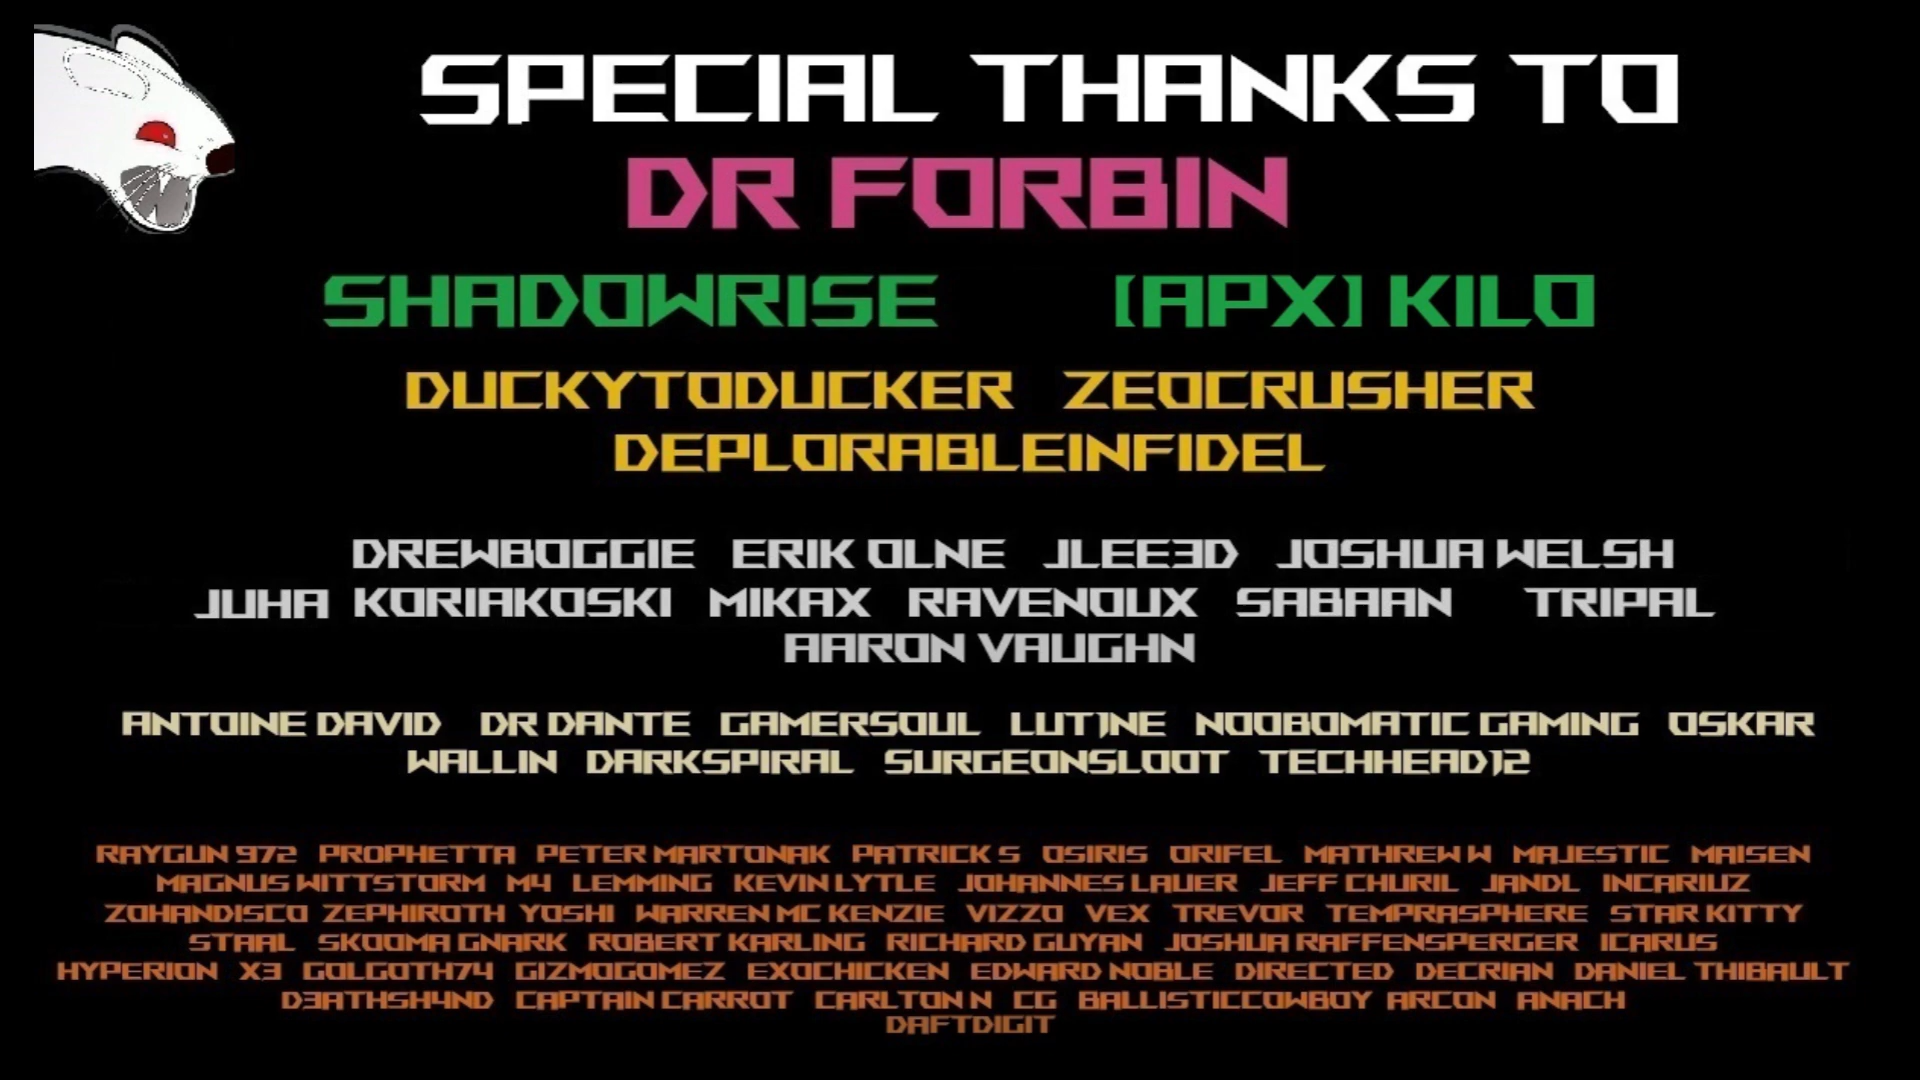 SPECIAL THANKS TO
DR FORBIN
SHADOWRISE [APX] KILO
DUCKYTODUCKER ZEOCRUSHER
DEPLORABLEINFIDEL
DREWBOGGIE ERIK OLNE JLEE3D JOSHUA WELSH
JUHA KORIAKOSKI MIKAX RAVENOUX SABAAN TRIPAL
AARON VAUGHN
ANTOINE DAVID DR DANTE GAMERSOUL LUT1NE NOOBOMATIC GAMING OSKAR
WALLIN DARKSPIRAL SURGEONSLOOT TECHHEAD12
RAYGUN 972 PROPHETTA PETER MARTONAK PATRICK S OSIRIS ORIFEL MATHREW W MAJESTIC MAISEN
MAGNUS WITTSTORM M4 LEMMING KEVIN LYTLE JOHANNES LAUER JEFF CHURIL JANDL INCARIUZ
ZOHANDISCO ZEPHIROTH YOSHI WARREN MC KENZIE VIZZO VEX TREVOR TEMPRASPHERE STAR KITTY
STAAL SKOOMA GNARK ROBERT KARLING RICHARD GUYAN JOSHUA RAFFENSPERGER ICARUS
HYPERION X3 GOLGOTH74 GIZMOGOMEZ EXOCHICKEN EDWARD NOBLE DIRECTED DECRIAN DANIEL THIBAULT
D3ATHSH4ND CAPTAIN CARROT CARLTON N CG BALLISTICCOWBOY ARCON ANACH
DAFTDIGIT